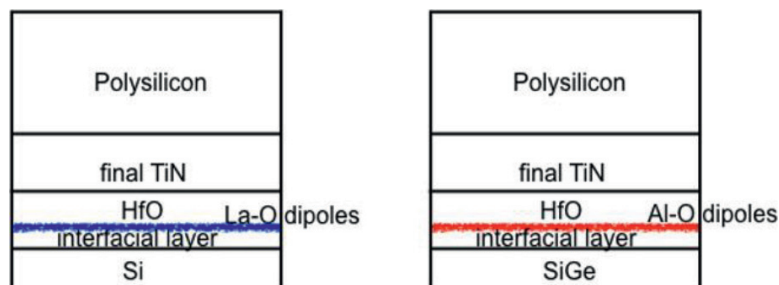 Polysilicon
final TiN
HfO
La-O dipoles
interfacial layer
Si
Polysilicon
final TiN
HfO
Al-O dipoles
interfacial layer
SiGe